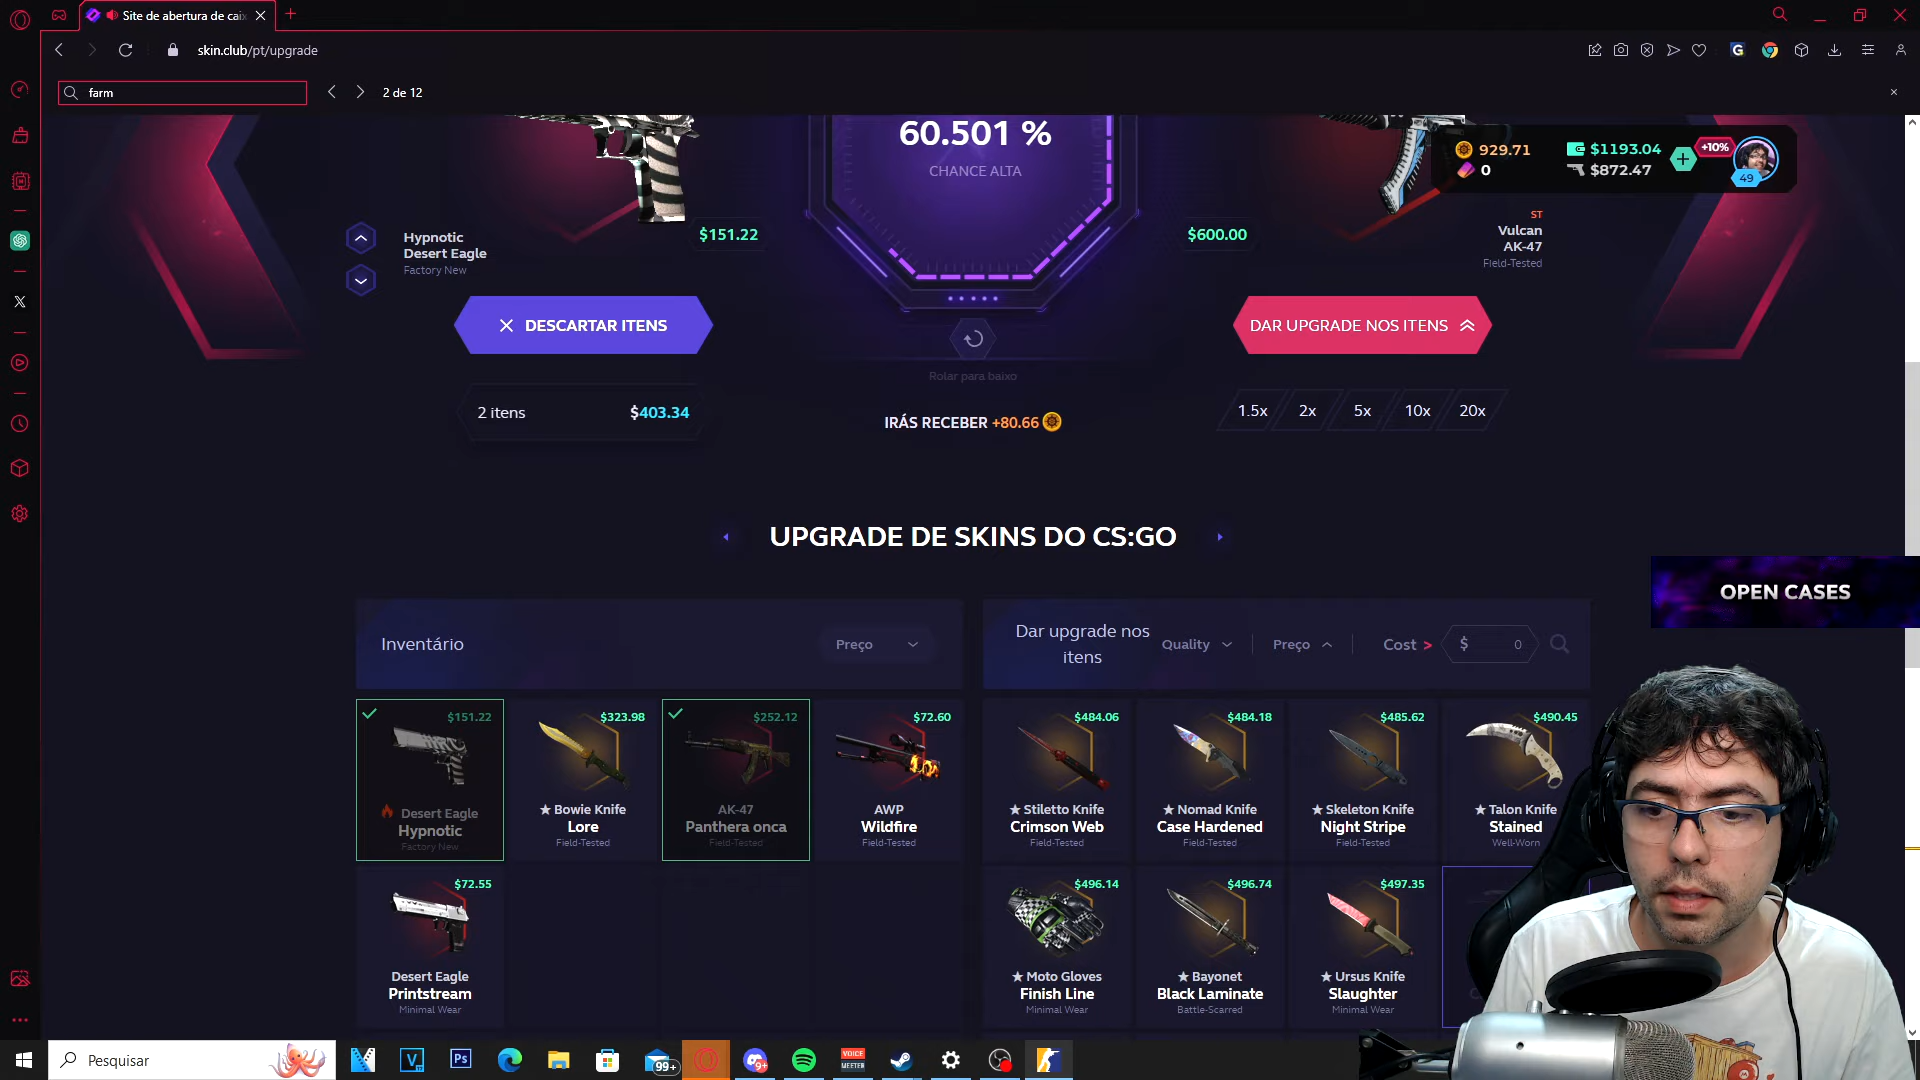 Site de abertura de caix
skin.club/pt/upgrade
farm
2 de 12
60.501 %
CHANCE ALTA
929.71
0
$1193.04
$872.47
+10%
49
Hypnotic
Desert Eagle
Factory New
$151.22
$600.00
ST
Vulcan
AK-47
Field-Tested
DESCARTAR ITENS
DAR UPGRADE NOS ITENS
Rolar para baixo
2 itens
$403.34
IRÁS RECEBER +80.66
1.5x
2x
5x
10x
20x
UPGRADE DE SKINS DO CS:GO
OPEN CASES
Inventário
Preço
Dar upgrade nos
itens
Quality
Preço
Cost >
$ 0
$151.22
Desert Eagle
Hypnotic
Factory New
$323.98
★ Bowie Knife
Lore
Field-Tested
$252.12
AK-47
Panthera onca
Field-Tested
$72.60
AWP
Wildfire
Field-Tested
$484.06
★ Stiletto Knife
Crimson Web
Field-Tested
$484.18
★ Nomad Knife
Case Hardened
Field-Tested
$485.62
★ Skeleton Knife
Night Stripe
Field-Tested
$490.45
★ Talon Knife
Stained
Well-Worn
$72.55
Desert Eagle
Printstream
Minimal Wear
$496.14
★ Moto Gloves
Finish Line
Minimal Wear
$496.74
★ Bayonet
Black Laminate
Battle-Scarred
$497.35
★ Ursus Knife
Slaughter
Minimal Wear
Pesquisar
Ps
99+
9+
VOICE
MEETER